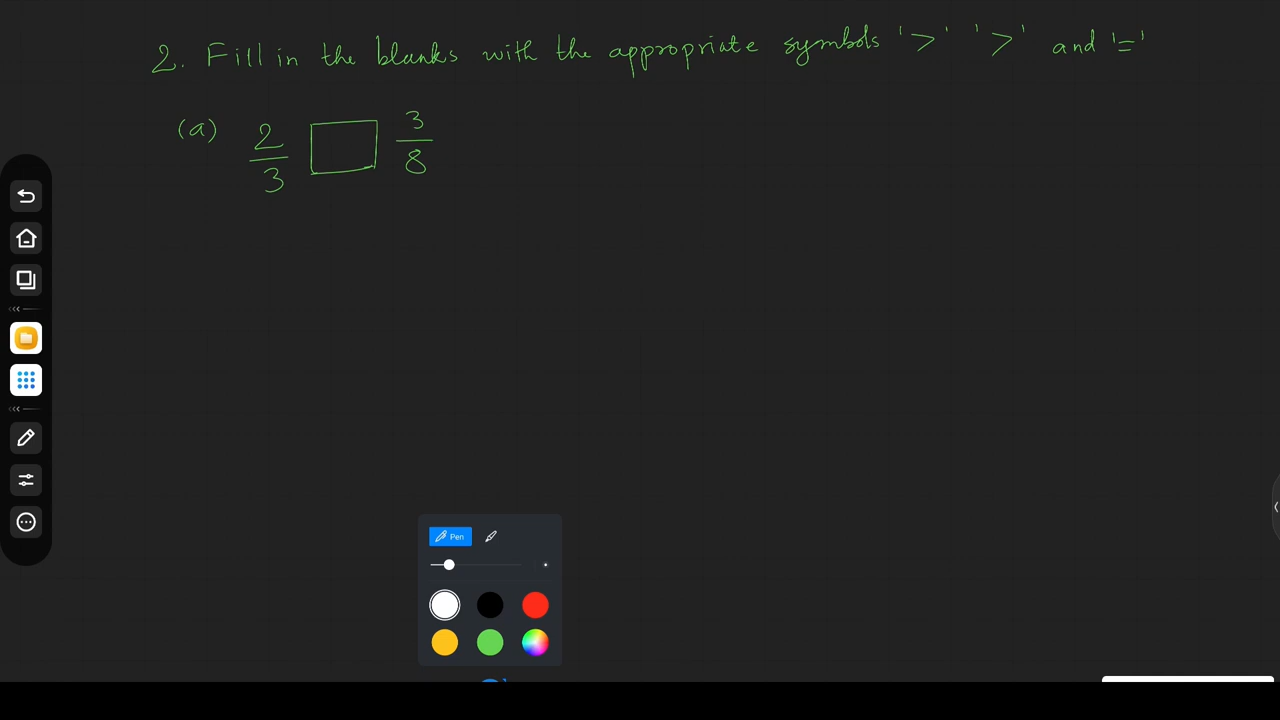 2. Fill in the blanks with the appropriate symbols '>' '>' and '='
(a) 2/3 □ 3/8
Pen